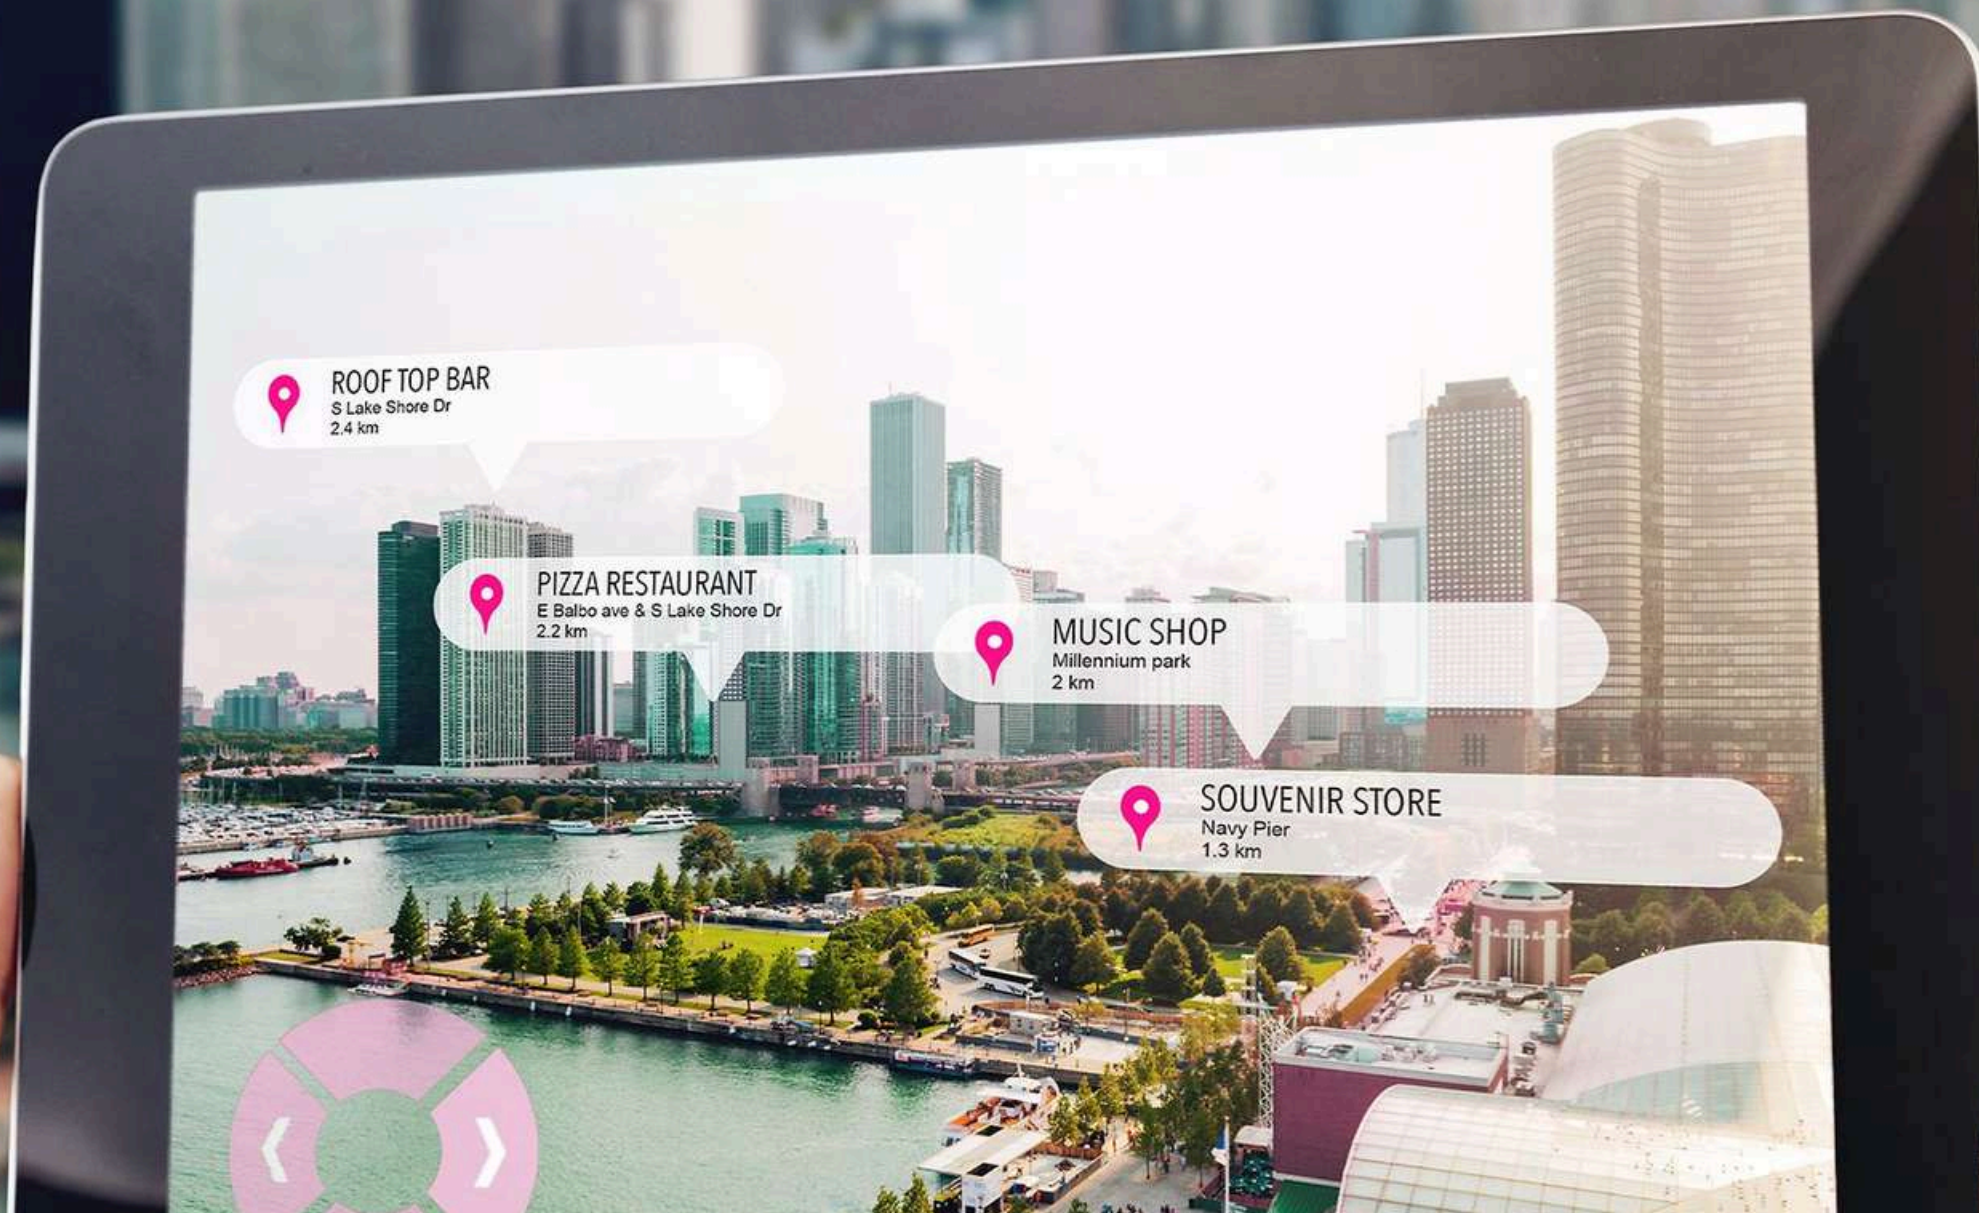 ROOF TOP BAR
S Lake Shore Dr
2.4 km
PIZZA RESTAURANT
E Balbo ave & S Lake Shore Dr
2.2 km
MUSIC SHOP
Millennium park
2 km
SOUVENIR STORE
Navy Pier
1.3 km